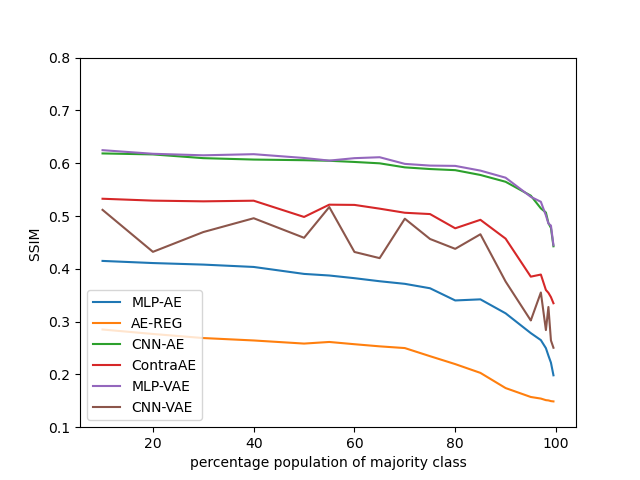 0.8
0.7
0.6
0.5
0.4
0.3
0.2
0.1
SSIM
MLP-AE
AE-REG
CNN-AE
ContraAE
MLP-VAE
CNN-VAE
20 40 60 80 100
percentage population of majority class